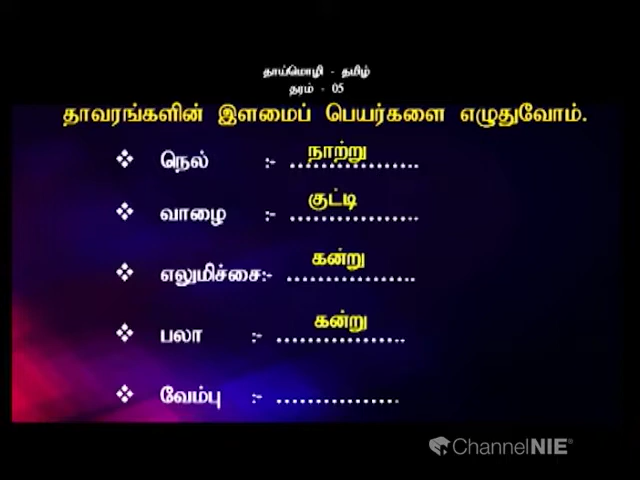 தாய்மொழி - தமிழ்
தரம் - 05
தாவரங்களின் இளமைப் பெயர்களை எழுதுவோம்.
❖ நெல் :- நாற்று
❖ வாழை :- குட்டி
❖ எலுமிச்சை:- கன்று
❖ பலா :- கன்று
❖ வேம்பு :- .................
ChannelNIE